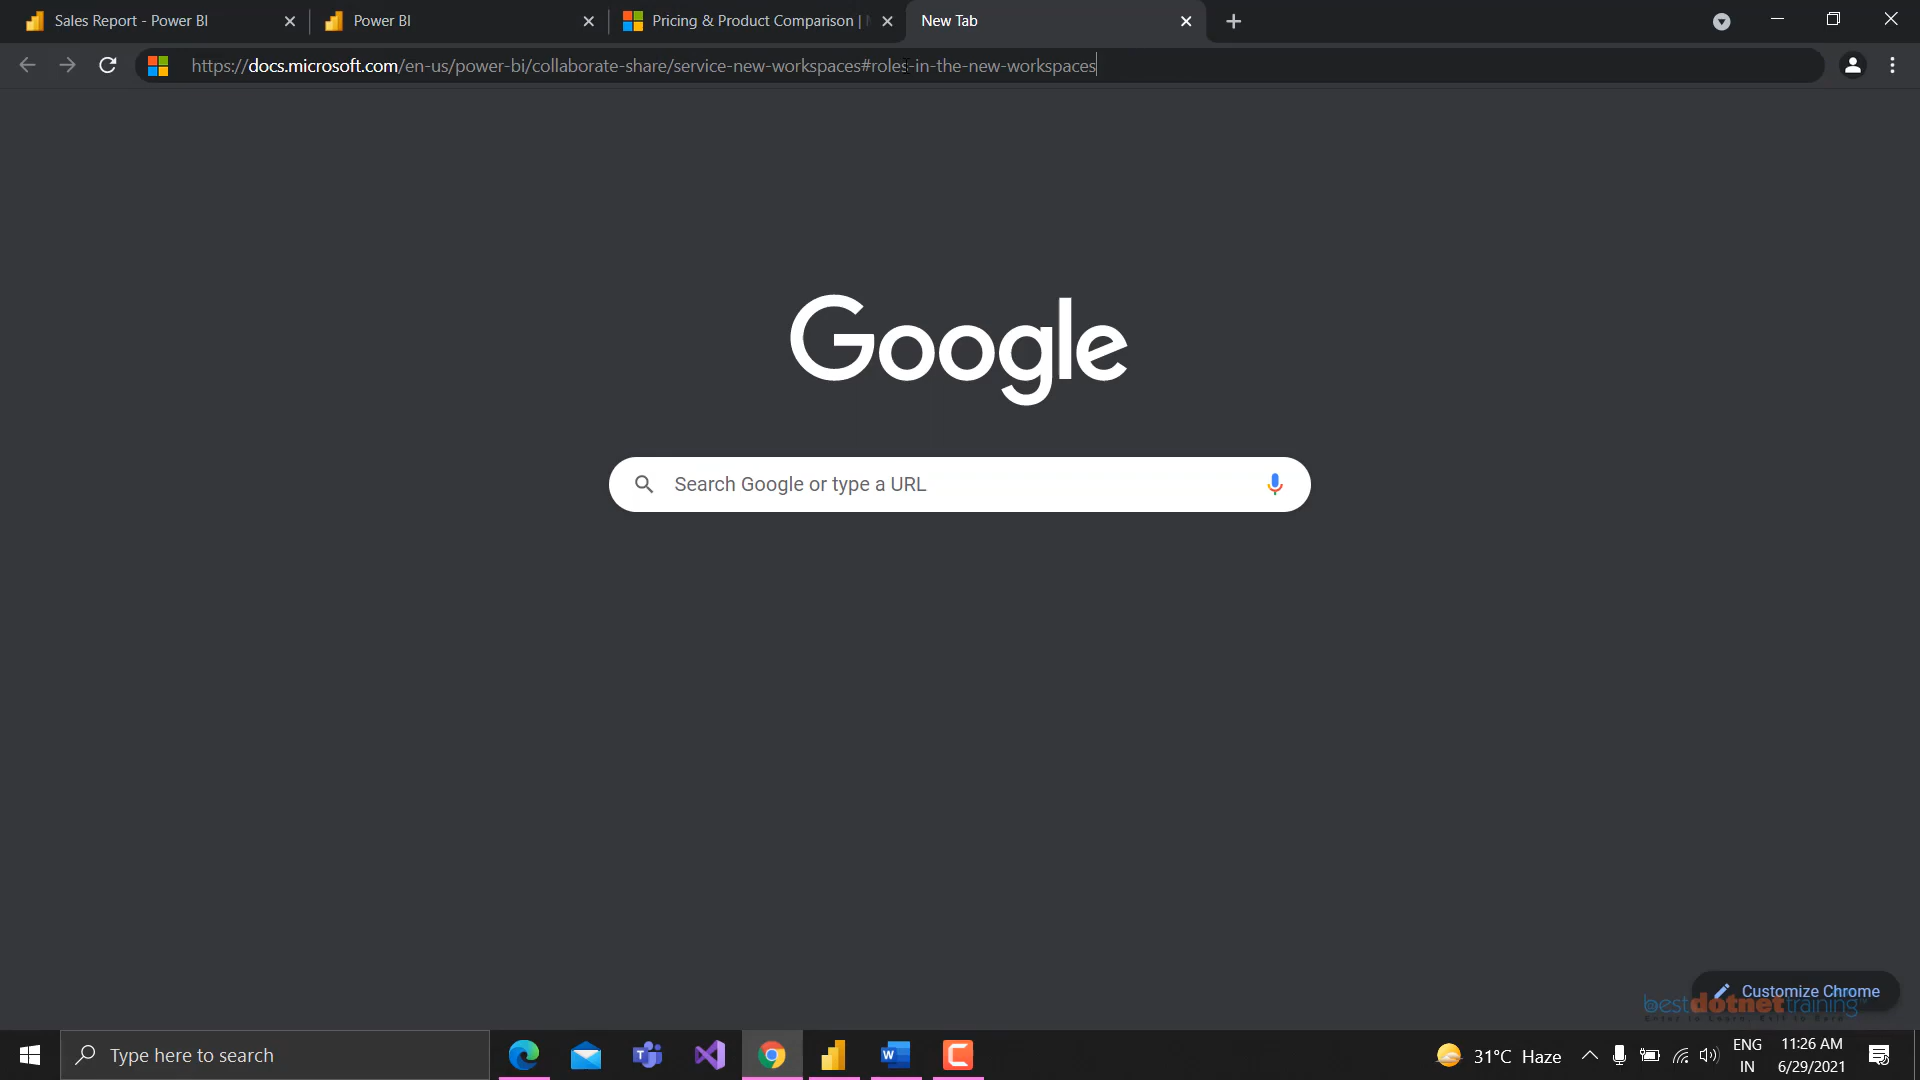 Sales Report - Power BI
Power BI
Pricing & Product Comparison |
New Tab
https://docs.microsoft.com/en-us/power-bi/collaborate-share/service-new-workspaces#roles-in-the-new-workspaces
Google
Search Google or type a URL
Customize Chrome
bestdotnettraining
Type here to search
31°C Haze
ENG
IN
11:26 AM
6/29/2021